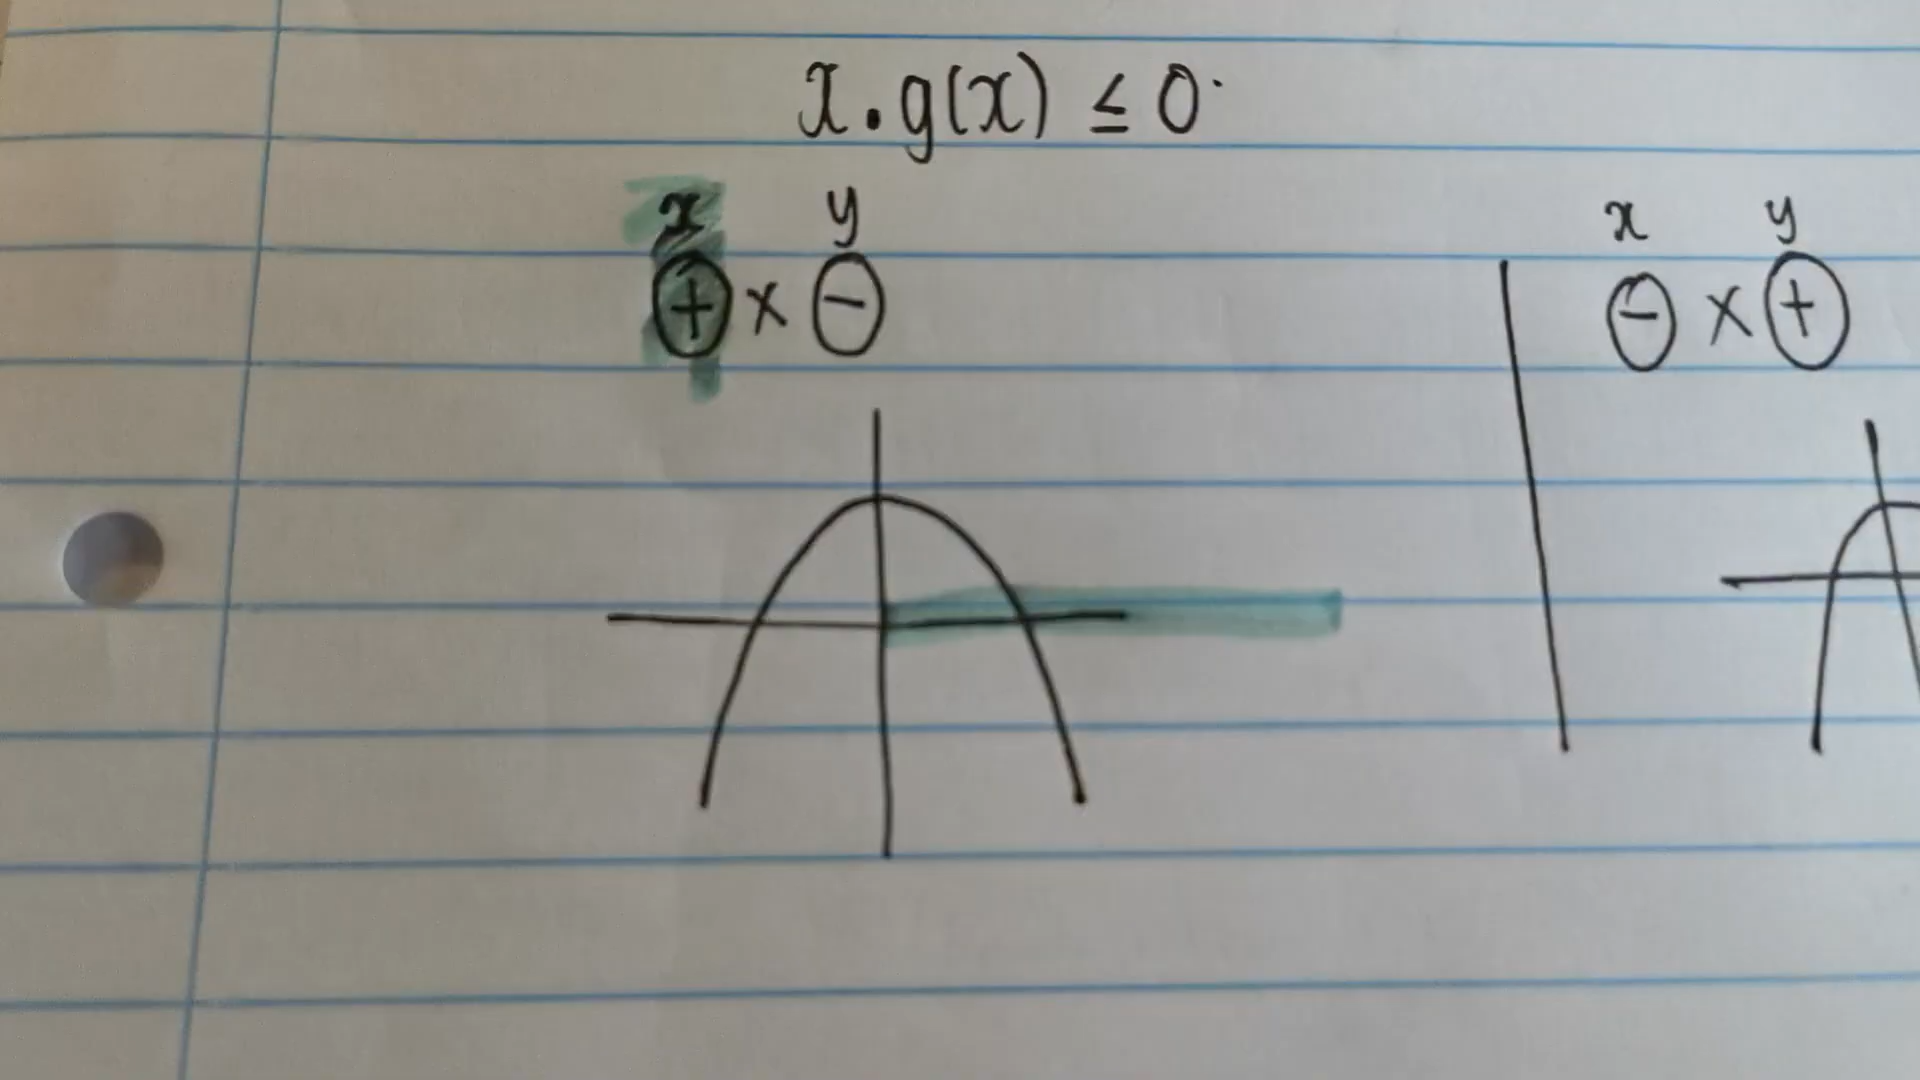 x . g(x) ≤ 0
x y x y
⊕ x ⊖ ⊖ x ⊕